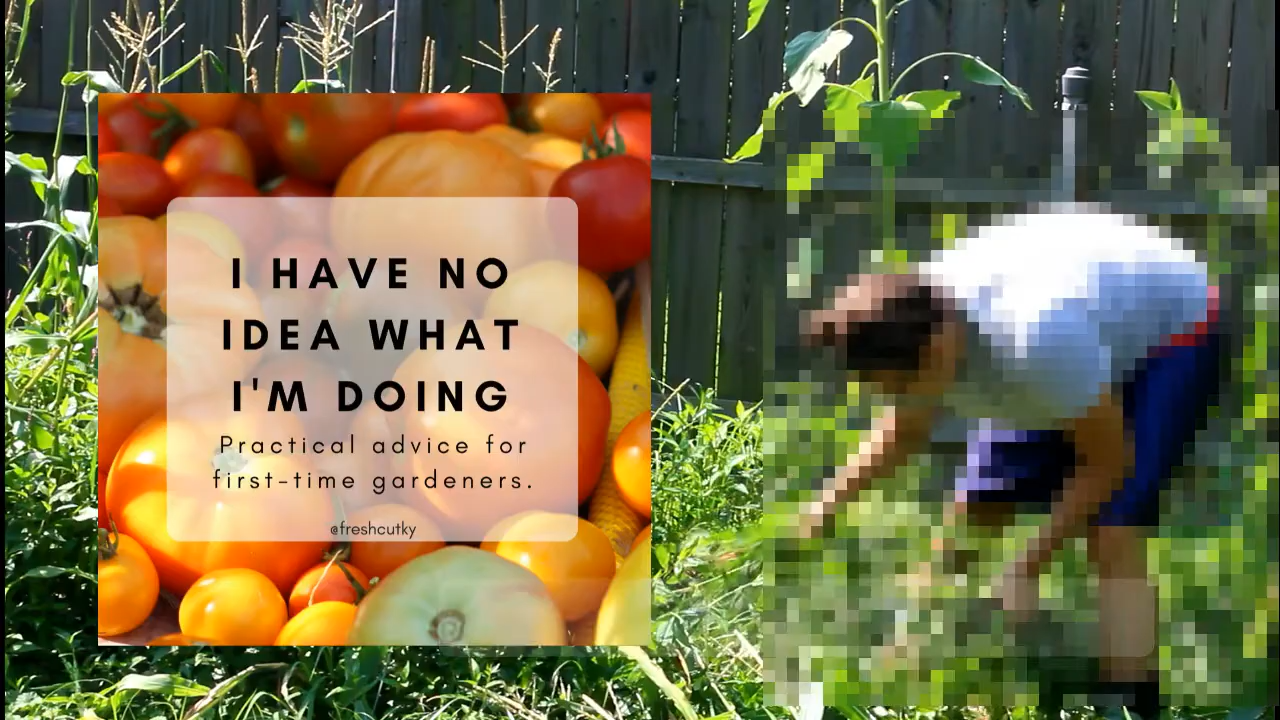 I HAVE NO
IDEA WHAT
I'M DOING
Practical advice for
first-time gardeners.
@freshcutky